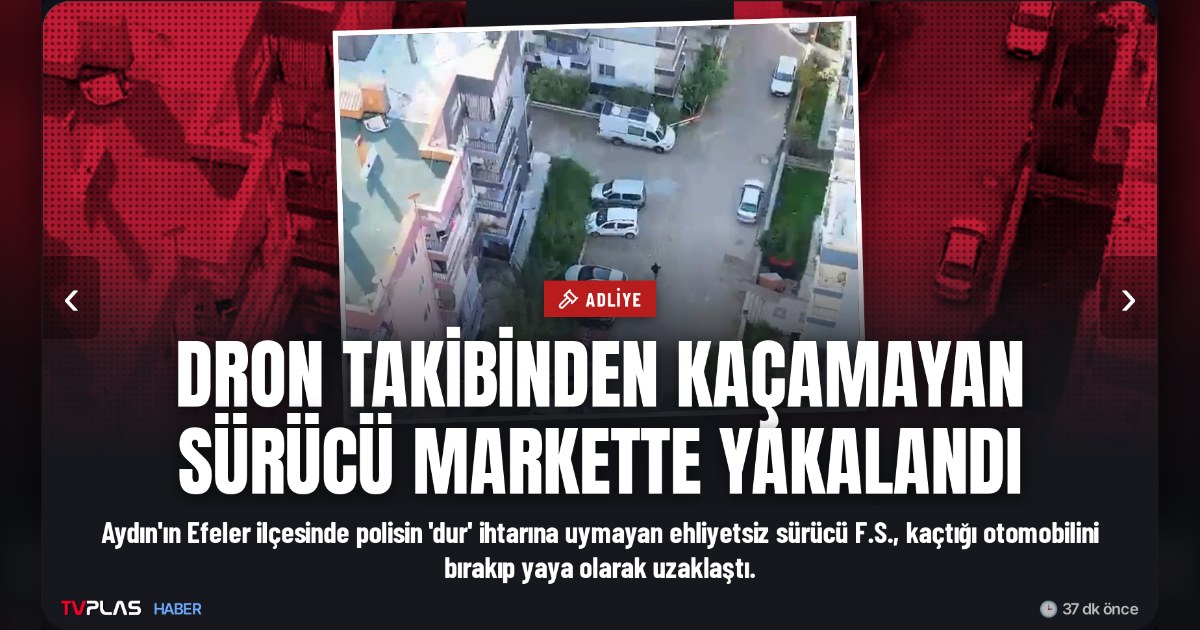 ADLİYE
DRON TAKİBİNDEN KAÇAMAYAN
SÜRÜCÜ MARKETTE YAKALANDI
Aydın'ın Efeler ilçesinde polisin 'dur' ihtarına uymayan ehliyetsiz sürücü F.S., kaçtığı otomobilini
bırakıp yaya olarak uzaklaştı.
TVPLAS HABER
37 dk önce